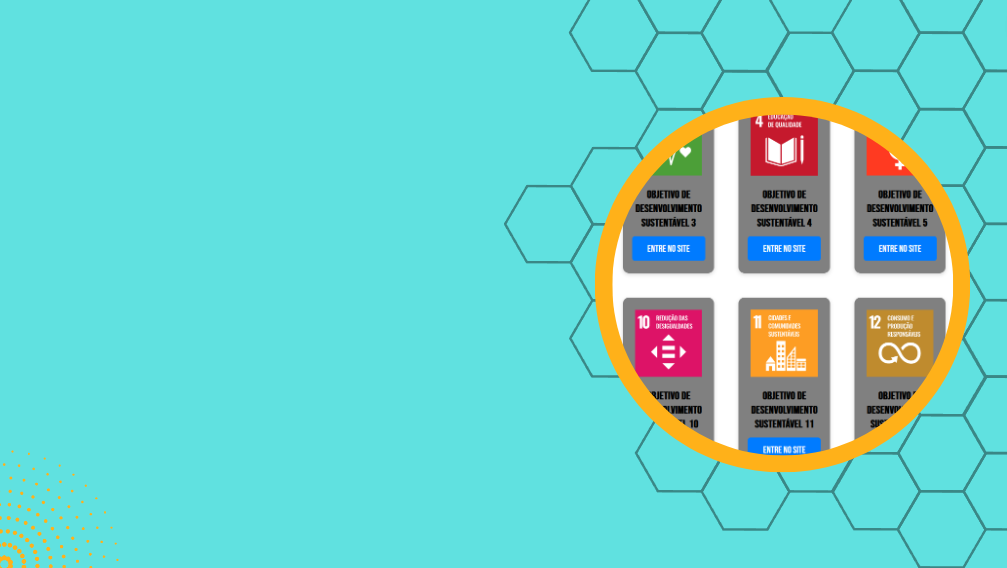 4 EDUCAÇÃO
DE QUALIDADE
OBJETIVO DE
DESENVOLVIMENTO
SUSTENTÁVEL 3
ENTRE NO SITE
OBJETIVO DE
DESENVOLVIMENTO
SUSTENTÁVEL 4
ENTRE NO SITE
OBJETIVO DE
DESENVOLVIMENTO
SUSTENTÁVEL 5
ENTRE NO SITE
10 REDUÇÃO DAS
DESIGUALDADES
11 CIDADES E
COMUNIDADES
SUSTENTÁVEIS
12 CONSUMO E
PRODUÇÃO
RESPONSÁVEIS
DE
10
OBJETIVO DE
DESENVOLVIMENTO
SUSTENTÁVEL 11
ENTRE NO SITE